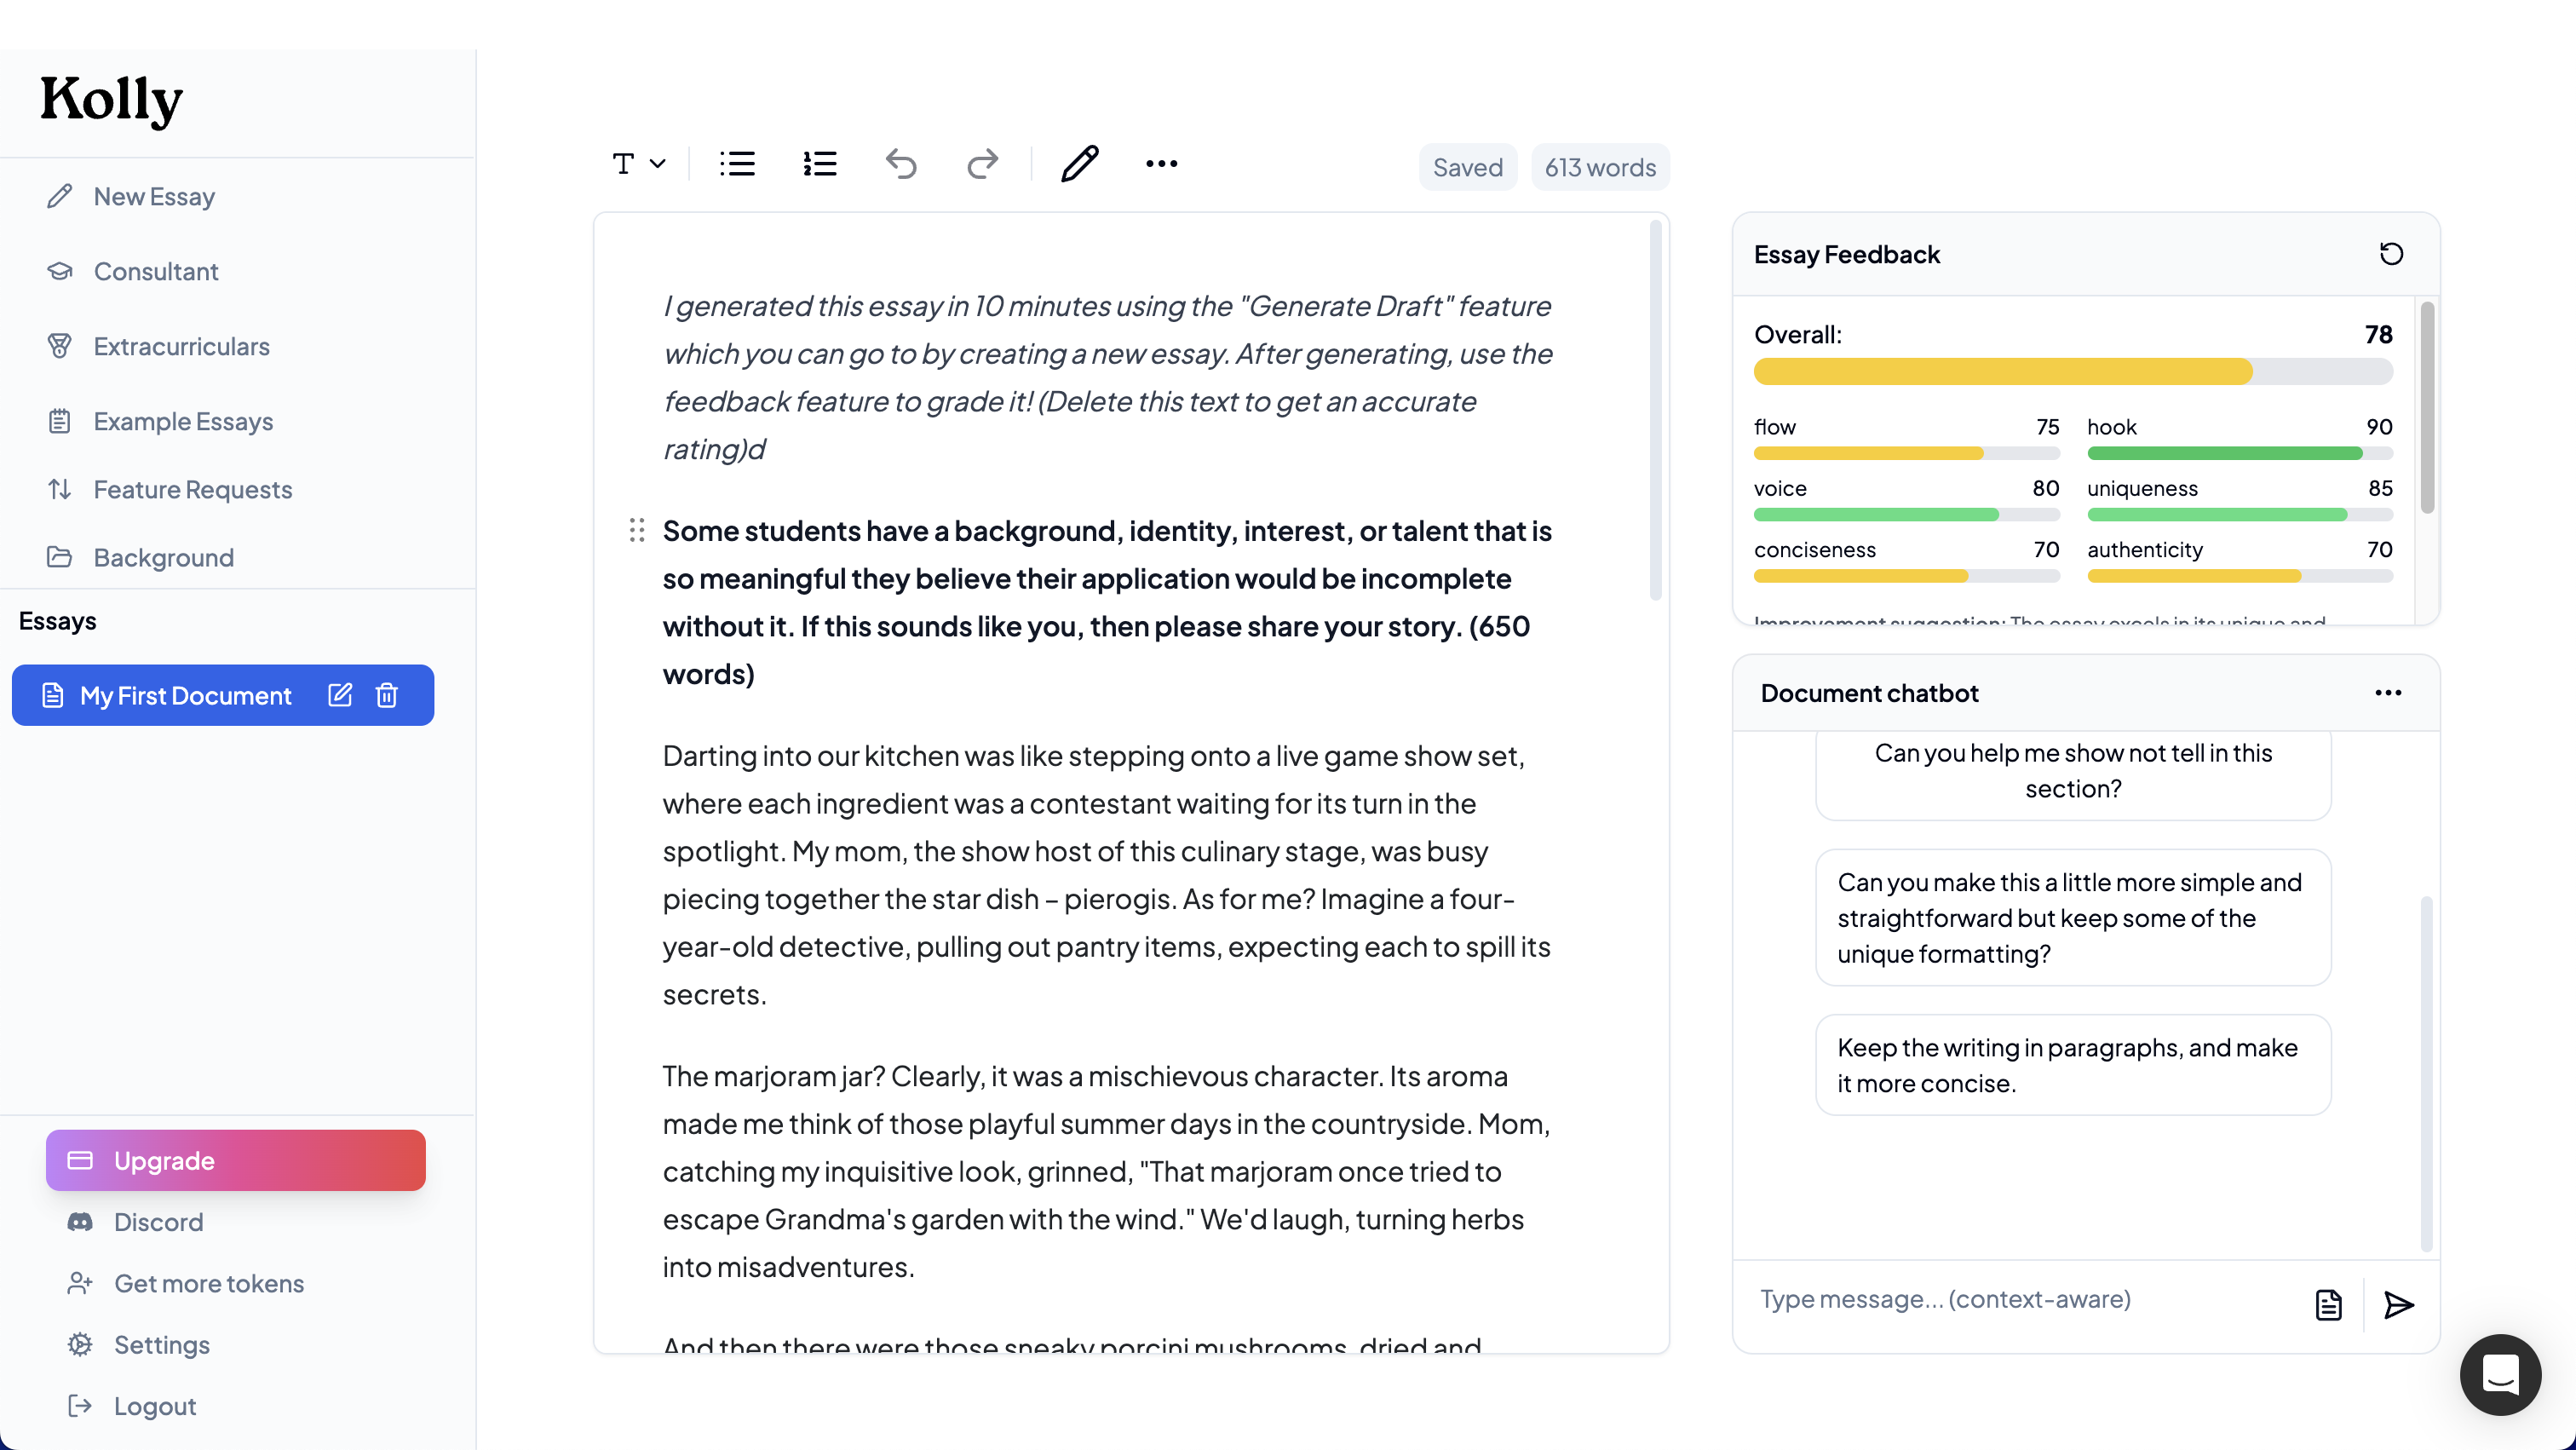 Kolly
New Essay
Consultant
Extracurriculars
Example Essays
Feature Requests
Background
Essays
My First Document
Upgrade
Discord
Get more tokens
Settings
Logout
T
Saved
613 words
I generated this essay in 10 minutes using the "Generate Draft" feature
which you can go to by creating a new essay. After generating, use the
feedback feature to grade it! (Delete this text to get an accurate
rating)d
Some students have a background, identity, interest, or talent that is
so meaningful they believe their application would be incomplete
without it. If this sounds like you, then please share your story. (650
words)
Darting into our kitchen was like stepping onto a live game show set,
where each ingredient was a contestant waiting for its turn in the
spotlight. My mom, the show host of this culinary stage, was busy
piecing together the star dish – pierogis. As for me? Imagine a four-
year-old detective, pulling out pantry items, expecting each to spill its
secrets.
The marjoram jar? Clearly, it was a mischievous character. Its aroma
made me think of those playful summer days in the countryside. Mom,
catching my inquisitive look, grinned, "That marjoram once tried to
escape Grandma's garden with the wind." We'd laugh, turning herbs
into misadventures.
And then there were those sneaky porcini mushrooms, dried and
Essay Feedback
Overall: 78
flow 75 hook 90
voice 80 uniqueness 85
conciseness 70 authenticity 70
Improvement suggestion: The essay excels in its unique and
Document chatbot
Can you help me show not tell in this
section?
Can you make this a little more simple and
straightforward but keep some of the
unique formatting?
Keep the writing in paragraphs, and make
it more concise.
Type message... (context-aware)